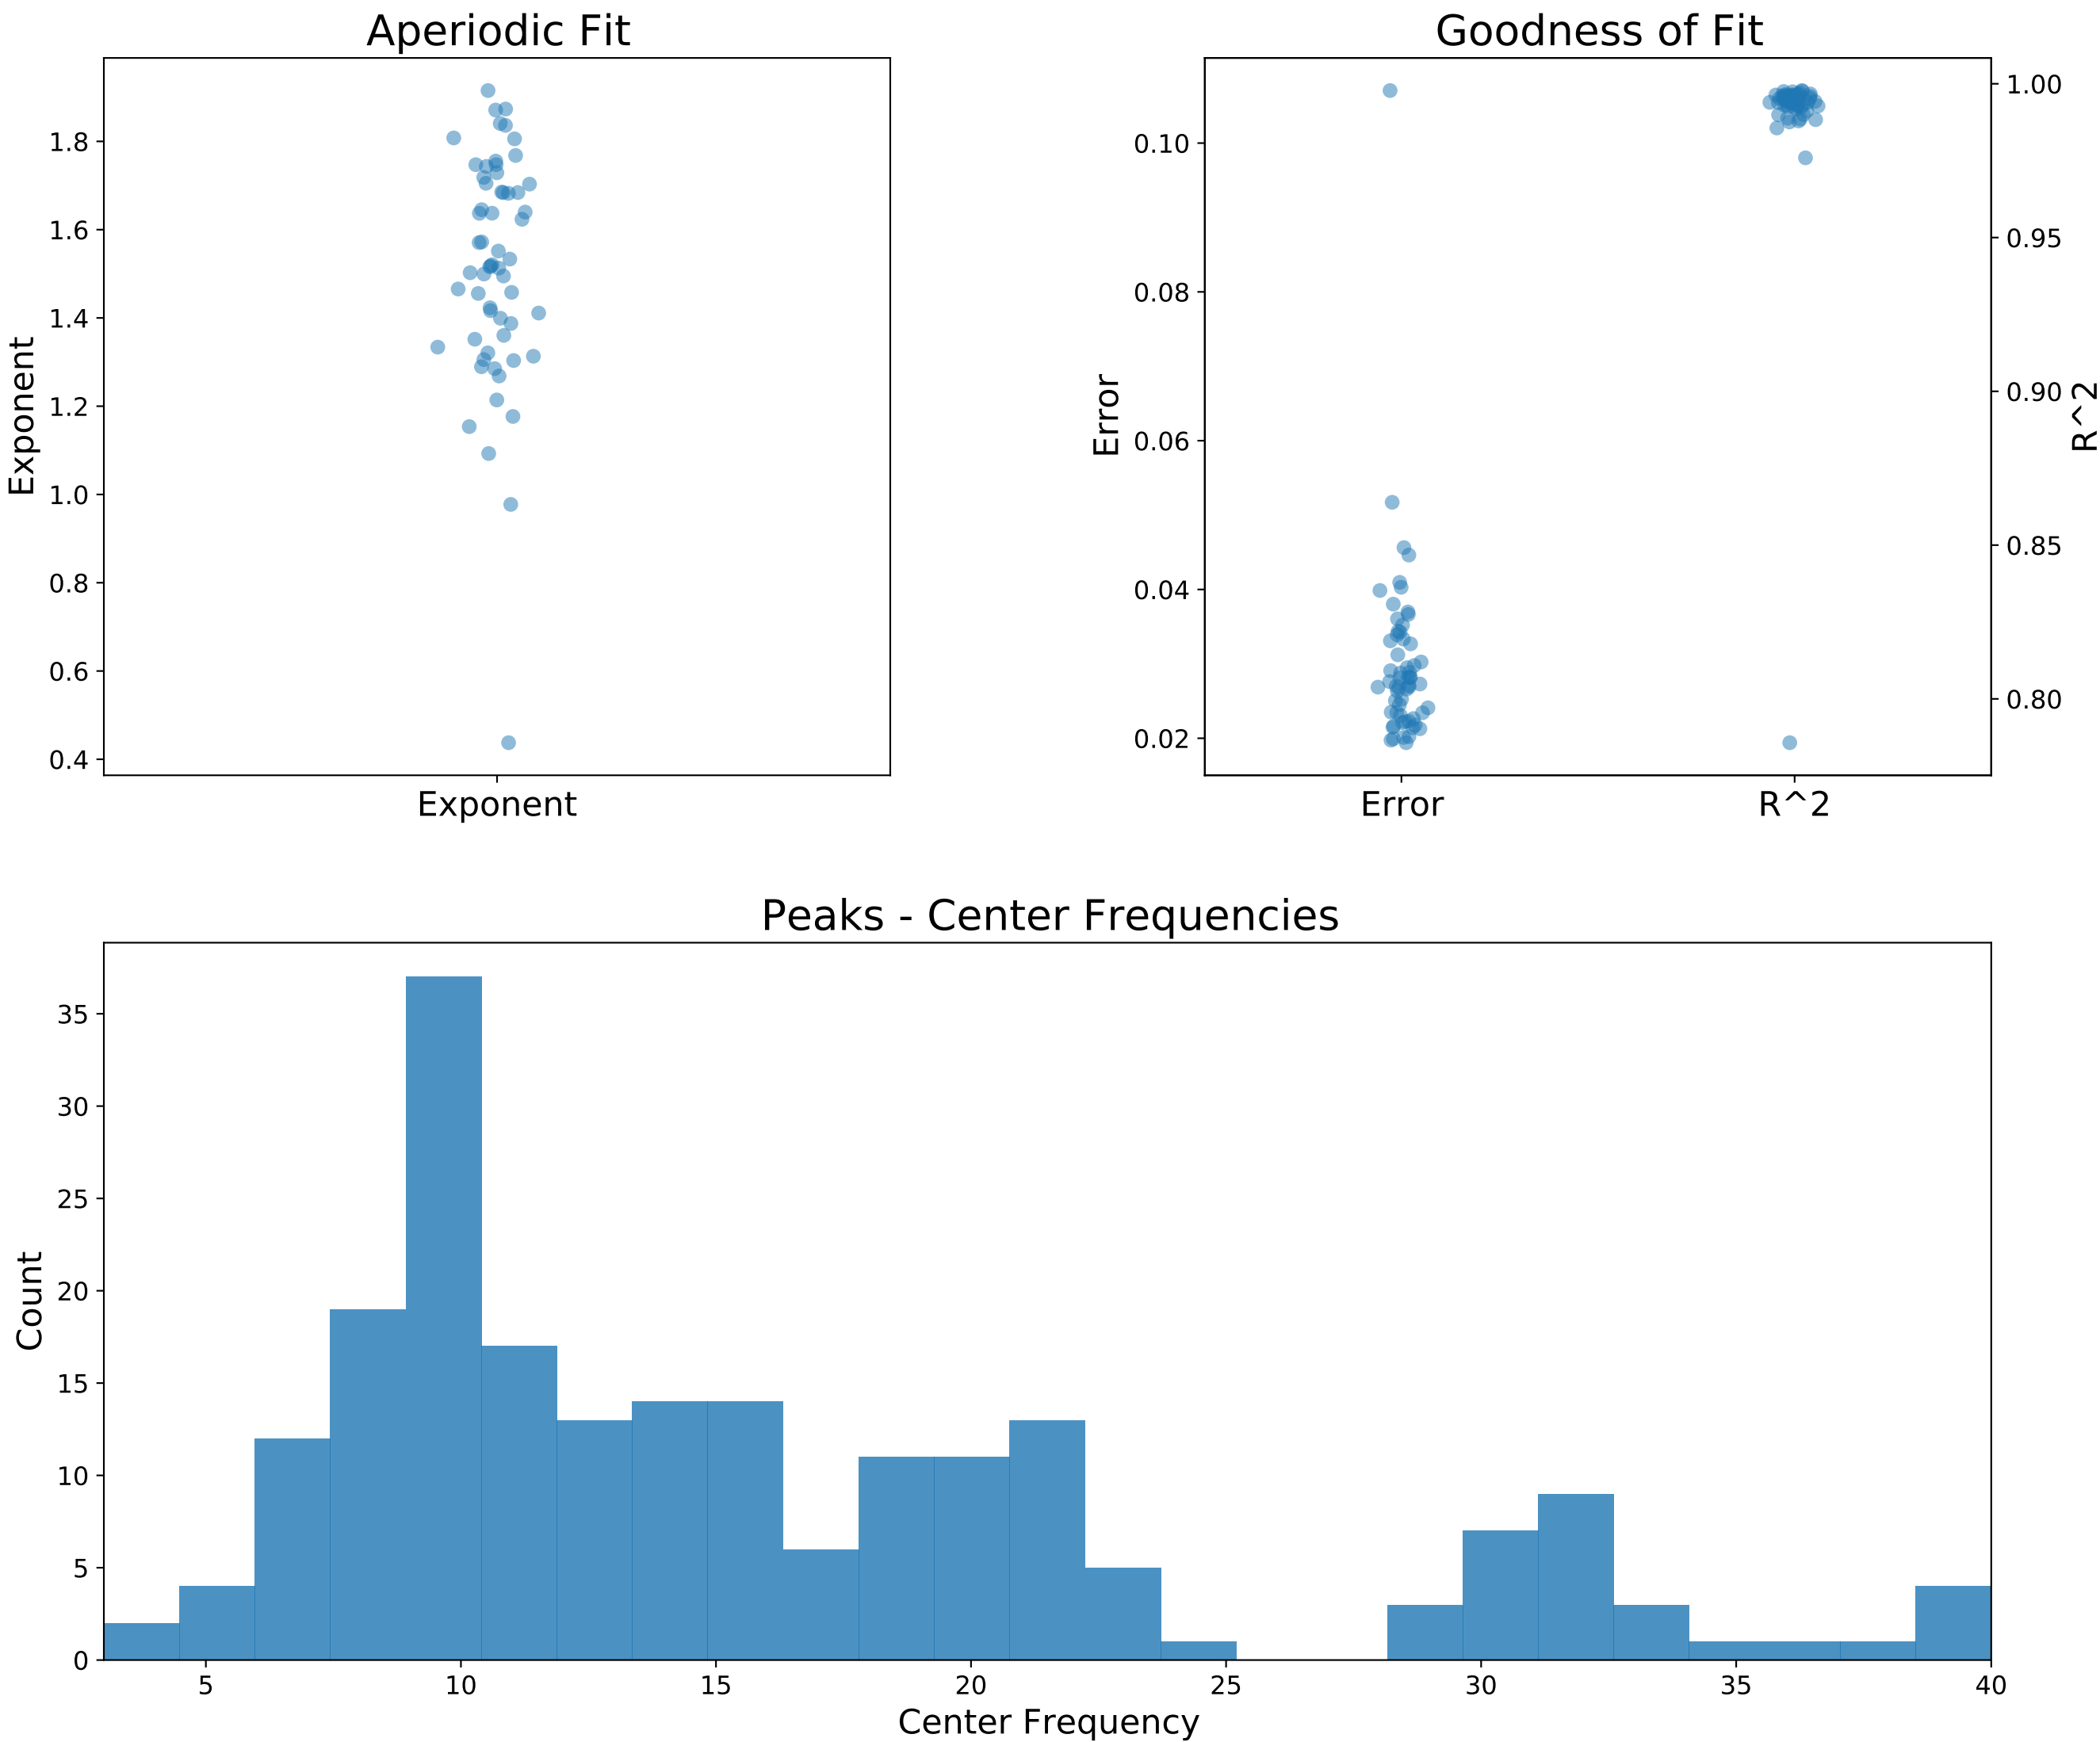 Aperiodic Fit
Exponent
1.8
1.6
1.4
1.2
1.0
0.8
0.6
0.4
Exponent
Goodness of Fit
Error
0.10
0.08
0.06
0.04
0.02
1.00
0.95
0.90
0.85
0.80
R^2
Error R^2
Peaks - Center Frequencies
Count
35
30
25
20
15
10
5
0
5 10 15 20 25 30 35 40
Center Frequency